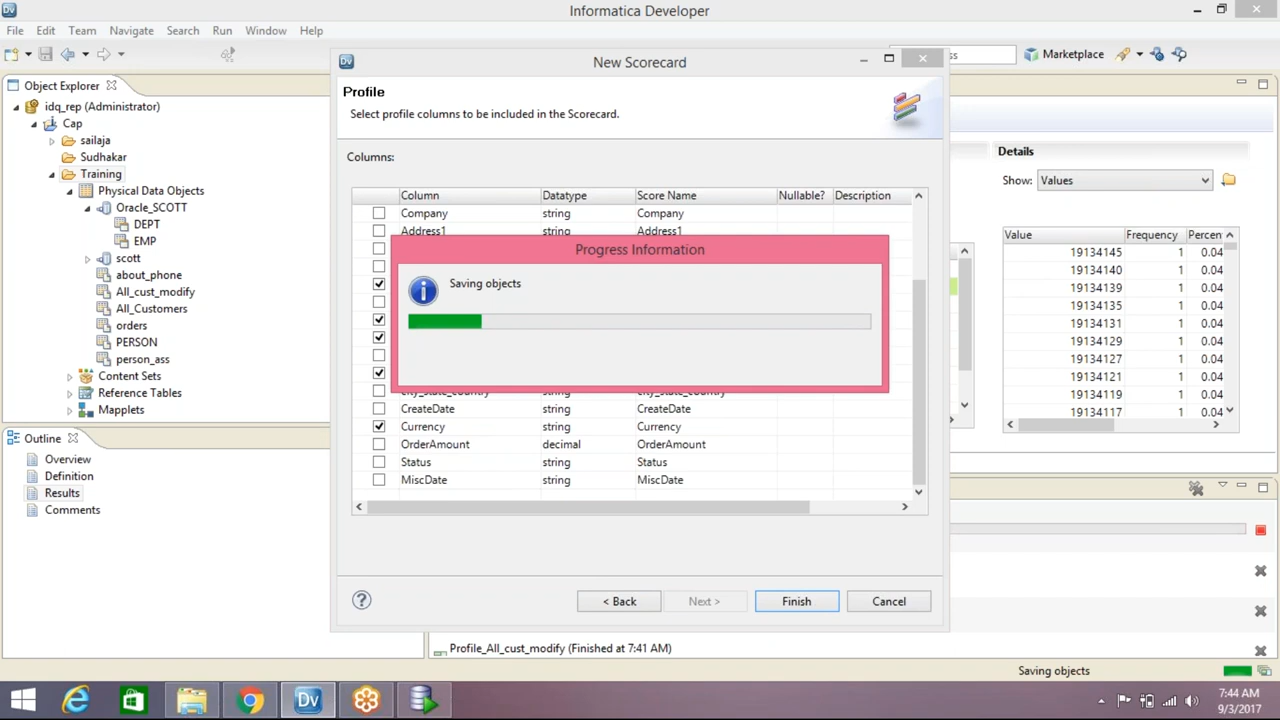 Informatica Developer
File Edit Team Navigate Search Run Window Help
New Scorecard
ss
Marketplace
Object Explorer
idq_rep (Administrator)
Cap
sailaja
Sudhakar
Training
Physical Data Objects
Oracle_SCOTT
DEPT
EMP
scott
about_phone
All_cust_modify
All_Customers
orders
PERSON
person_ass
Content Sets
Reference Tables
Mapplets
Outline
Overview
Definition
Results
Comments
Profile
Select profile columns to be included in the Scorecard.
Columns:
Column Datatype Score Name Nullable? Description
Company string Company
Address1 string Address1
Progress Information
Saving objects
city_state_country string city_state_country
CreateDate string CreateDate
Currency string Currency
OrderAmount decimal OrderAmount
Status string Status
MiscDate string MiscDate
< Back Next > Finish Cancel
Details
Show: Values
Value Frequency Percen
19134145 1 0.04
19134140 1 0.04
19134139 1 0.04
19134135 1 0.04
19134131 1 0.04
19134129 1 0.04
19134127 1 0.04
19134121 1 0.04
19134119 1 0.04
19134117 1 0.04
Profile_All_cust_modify (Finished at 7:41 AM)
Saving objects
Dv
7:44 AM
9/3/2017